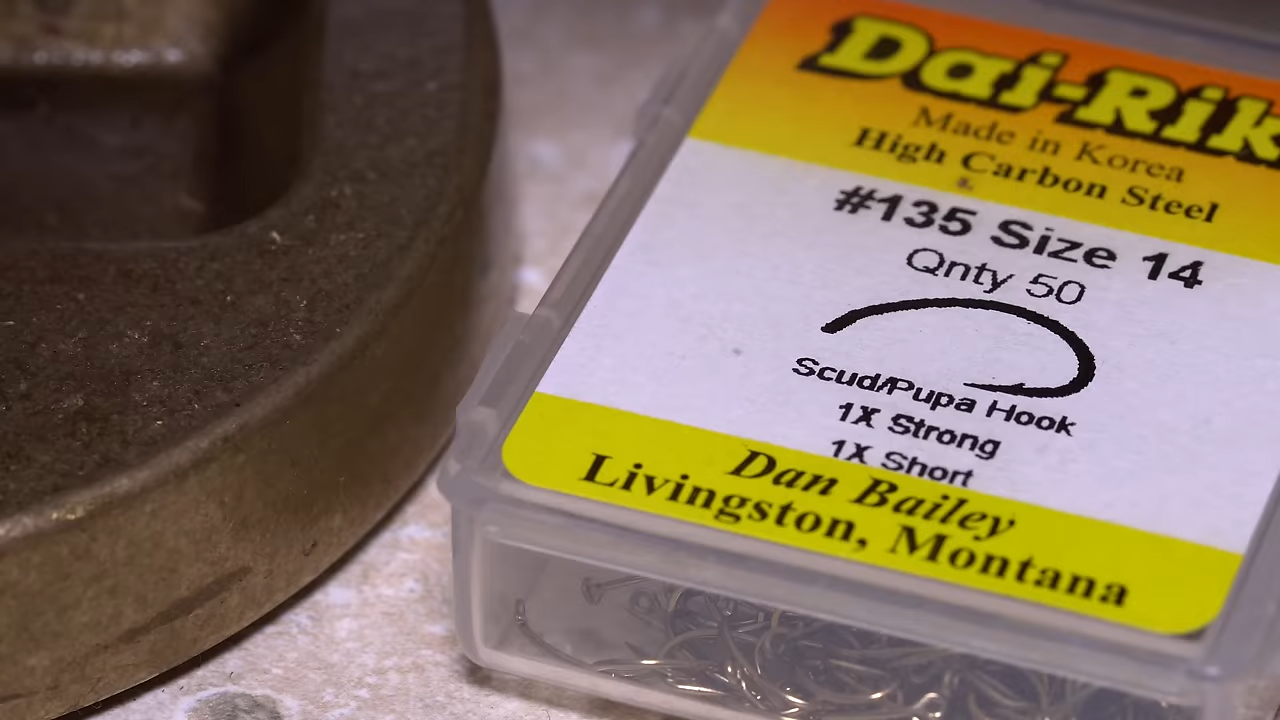 Dai-Rik
Made in Korea
High Carbon Steel
#135 Size 14
Qnty 50
Scud/Pupa Hook
1X Strong
1X Short
Dan Bailey
Livingston, Montana